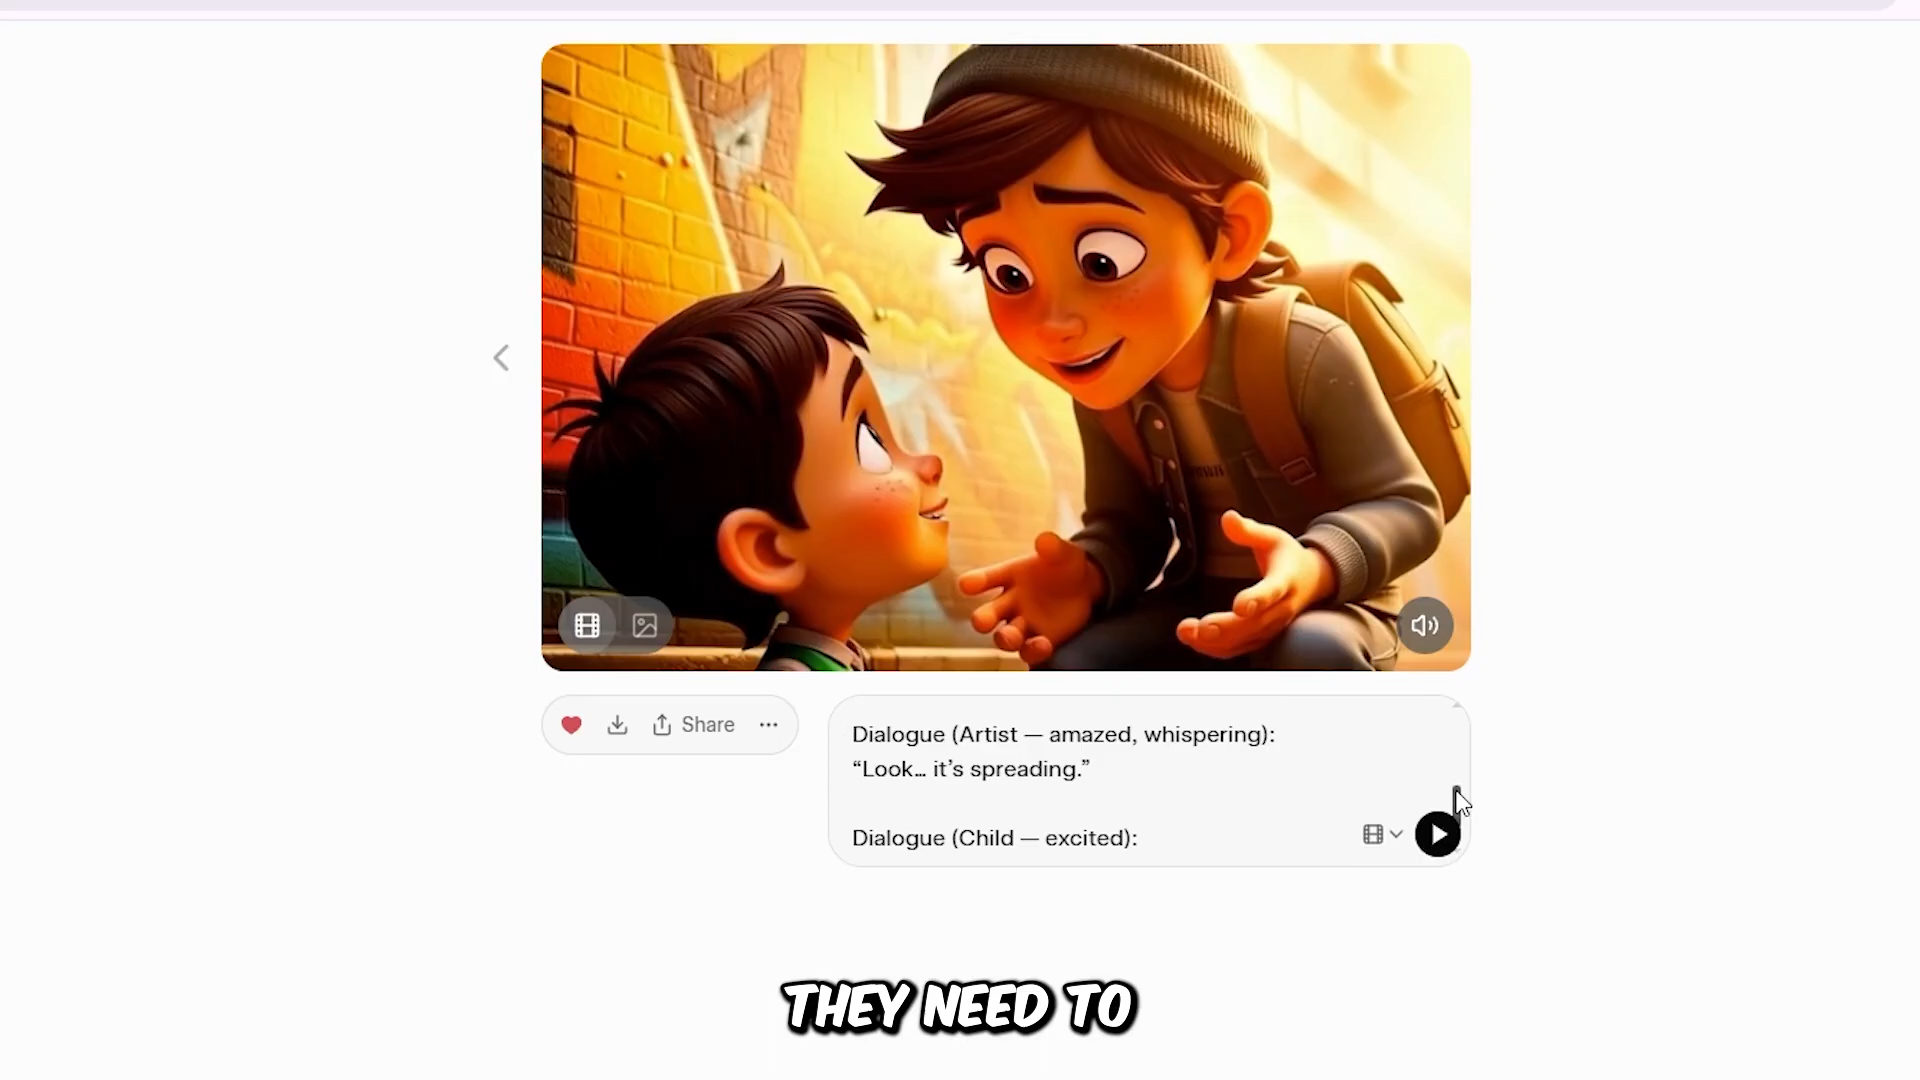 Share
Dialogue (Artist — amazed, whispering):
“Look… it’s spreading.”
Dialogue (Child — excited):
THEY NEED TO